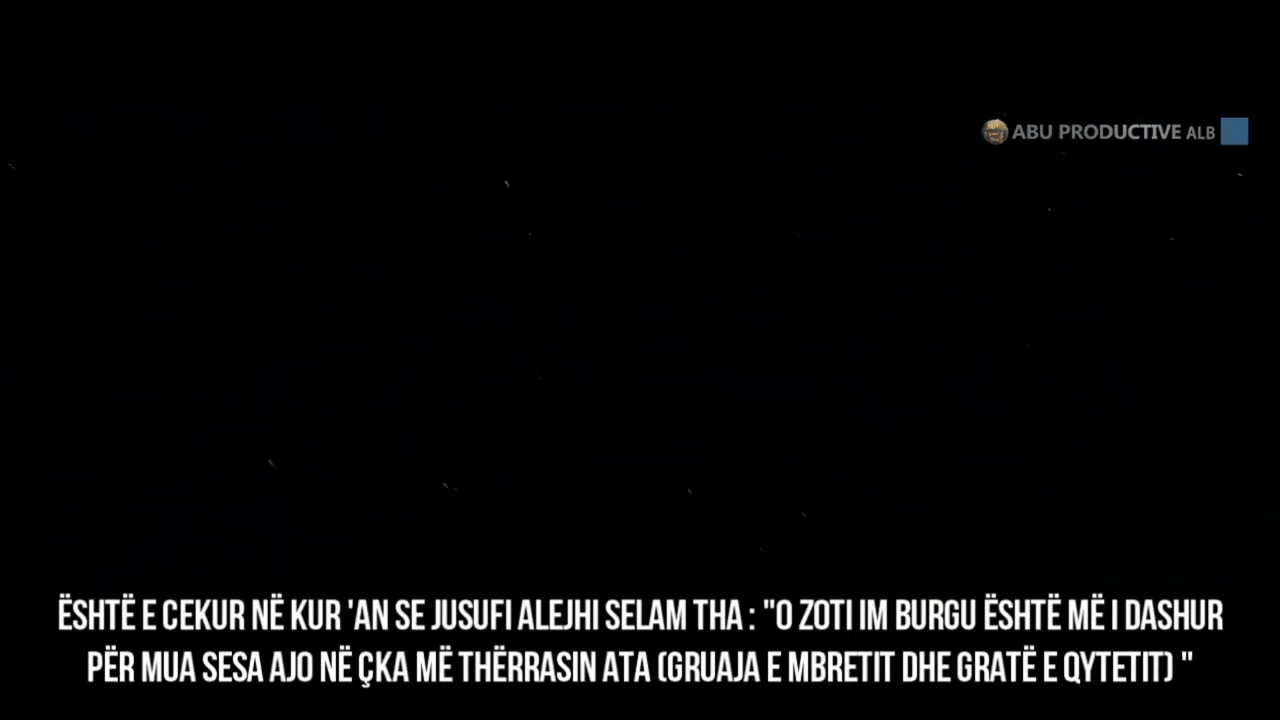 ABU PRODUCTIVE ALB
ËSHTË E CEKUR NË KUR 'AN SE JUSUFI ALEJHI SELAM THA : "O ZOTI IM BURGU ËSHTË MË I DASHUR
PËR MUA SESA AJO NË ÇKA MË THËRRASIN ATA (GRUAJA E MBRETIT DHE GRATË E QYTETIT) "